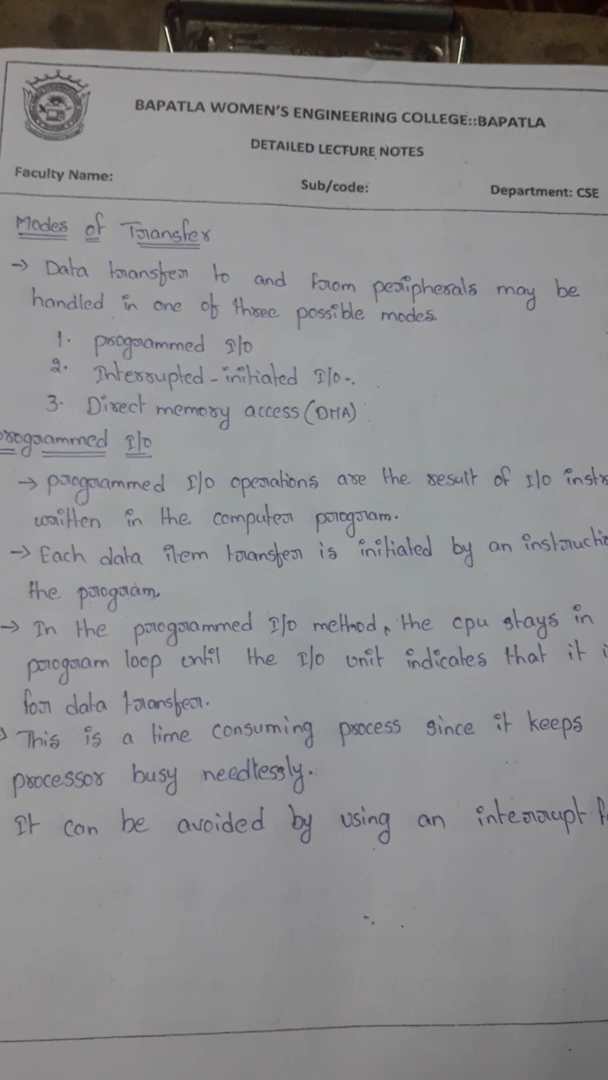 BAPATLA WOMEN'S ENGINEERING COLLEGE::BAPATLA
DETAILED LECTURE NOTES
Faculty Name: Sub/code: Department: CSE
Modes of Transfer
→ Data transfer to and from peripherals may be
handled in one of three possible modes
1. programmed I/O
2. Interrupted-initiated I/O.
3. Direct memory access (DMA)
rogrammed I/O
→ programmed I/O operations are the result of I/O instr
written in the computer program.
→ Each data item transfer is initiated by an instructi
the program.
→ In the programmed I/O method, the cpu stays in
program loop until the I/O unit indicates that it i
for data transfer.
This is a time consuming process since it keeps
processor busy needlessly.
It can be avoided by using an interrupt f